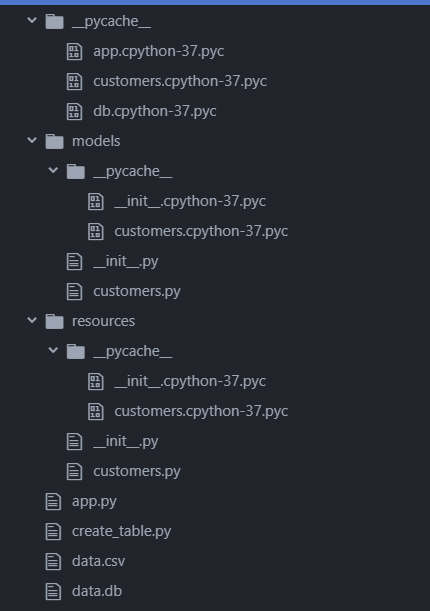 __pycache__
app.cpython-37.pyc
customers.cpython-37.pyc
db.cpython-37.pyc
models
__pycache__
__init__.cpython-37.pyc
customers.cpython-37.pyc
__init__.py
customers.py
resources
__pycache__
__init__.cpython-37.pyc
customers.cpython-37.pyc
__init__.py
customers.py
app.py
create_table.py
data.csv
data.db